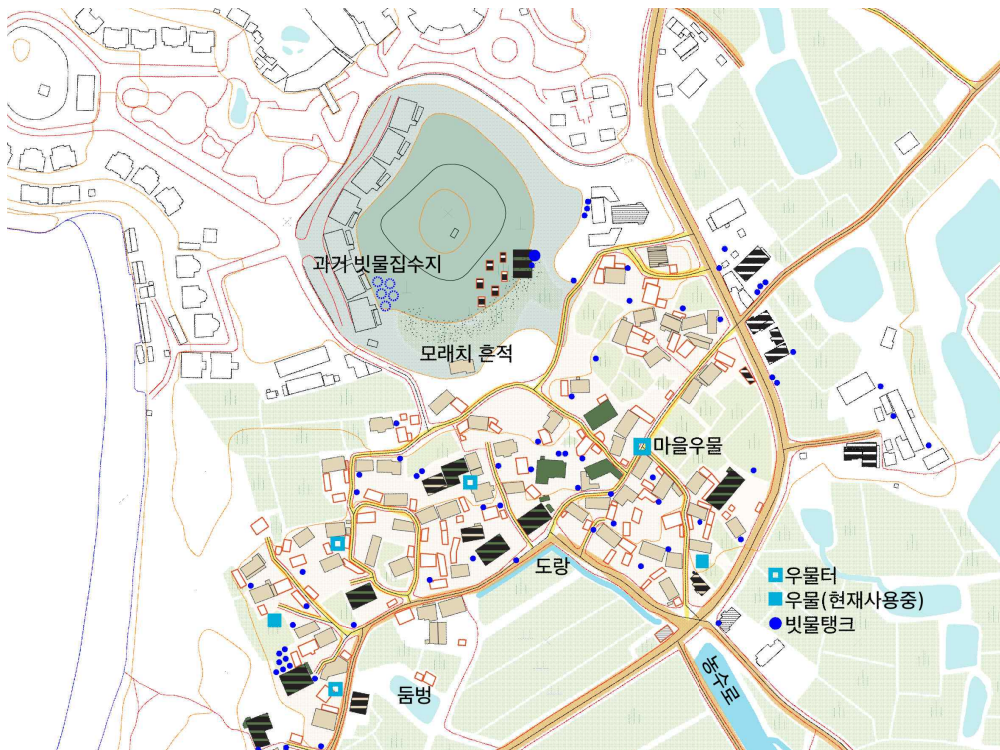 과거 빗물집수지
모래치 흔적
마을우물
도랑
우물터
우물(현재사용중)
빗물탱크
둠벙
농수로